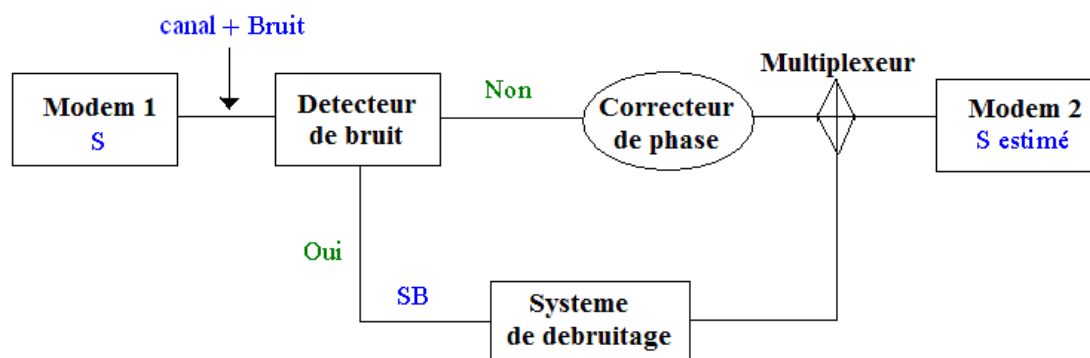 canal + Bruit
Modem 1
S
Detecteur
de bruit
Non
Correcteur
de phase
Multiplexeur
Modem 2
S estimé
Oui
SB
Systeme
de debruitage